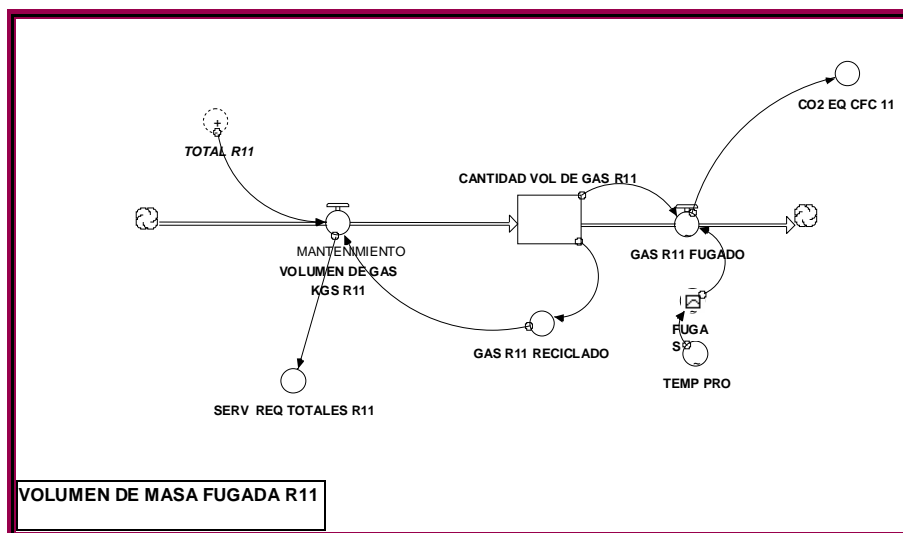 CO2 EQ CFC 11
TOTAL R11
CANTIDAD VOL DE GAS R11
MANTENIMIENTO
VOLUMEN DE GAS
KGS R11
GAS R11 FUGADO
FUGA
S
GAS R11 RECICLADO
TEMP PRO
SERV REQ TOTALES R11
VOLUMEN DE MASA FUGADA R11